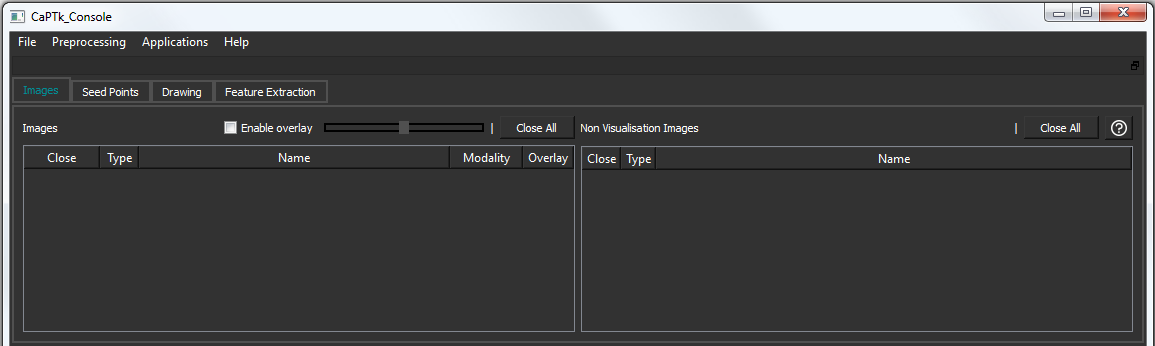 CaPTk_Console
File Preprocessing Applications Help
Images Seed Points Drawing Feature Extraction
Images Enable overlay | Close All Non Visualisation Images | Close All ?
Close Type Name Modality Overlay Close Type Name